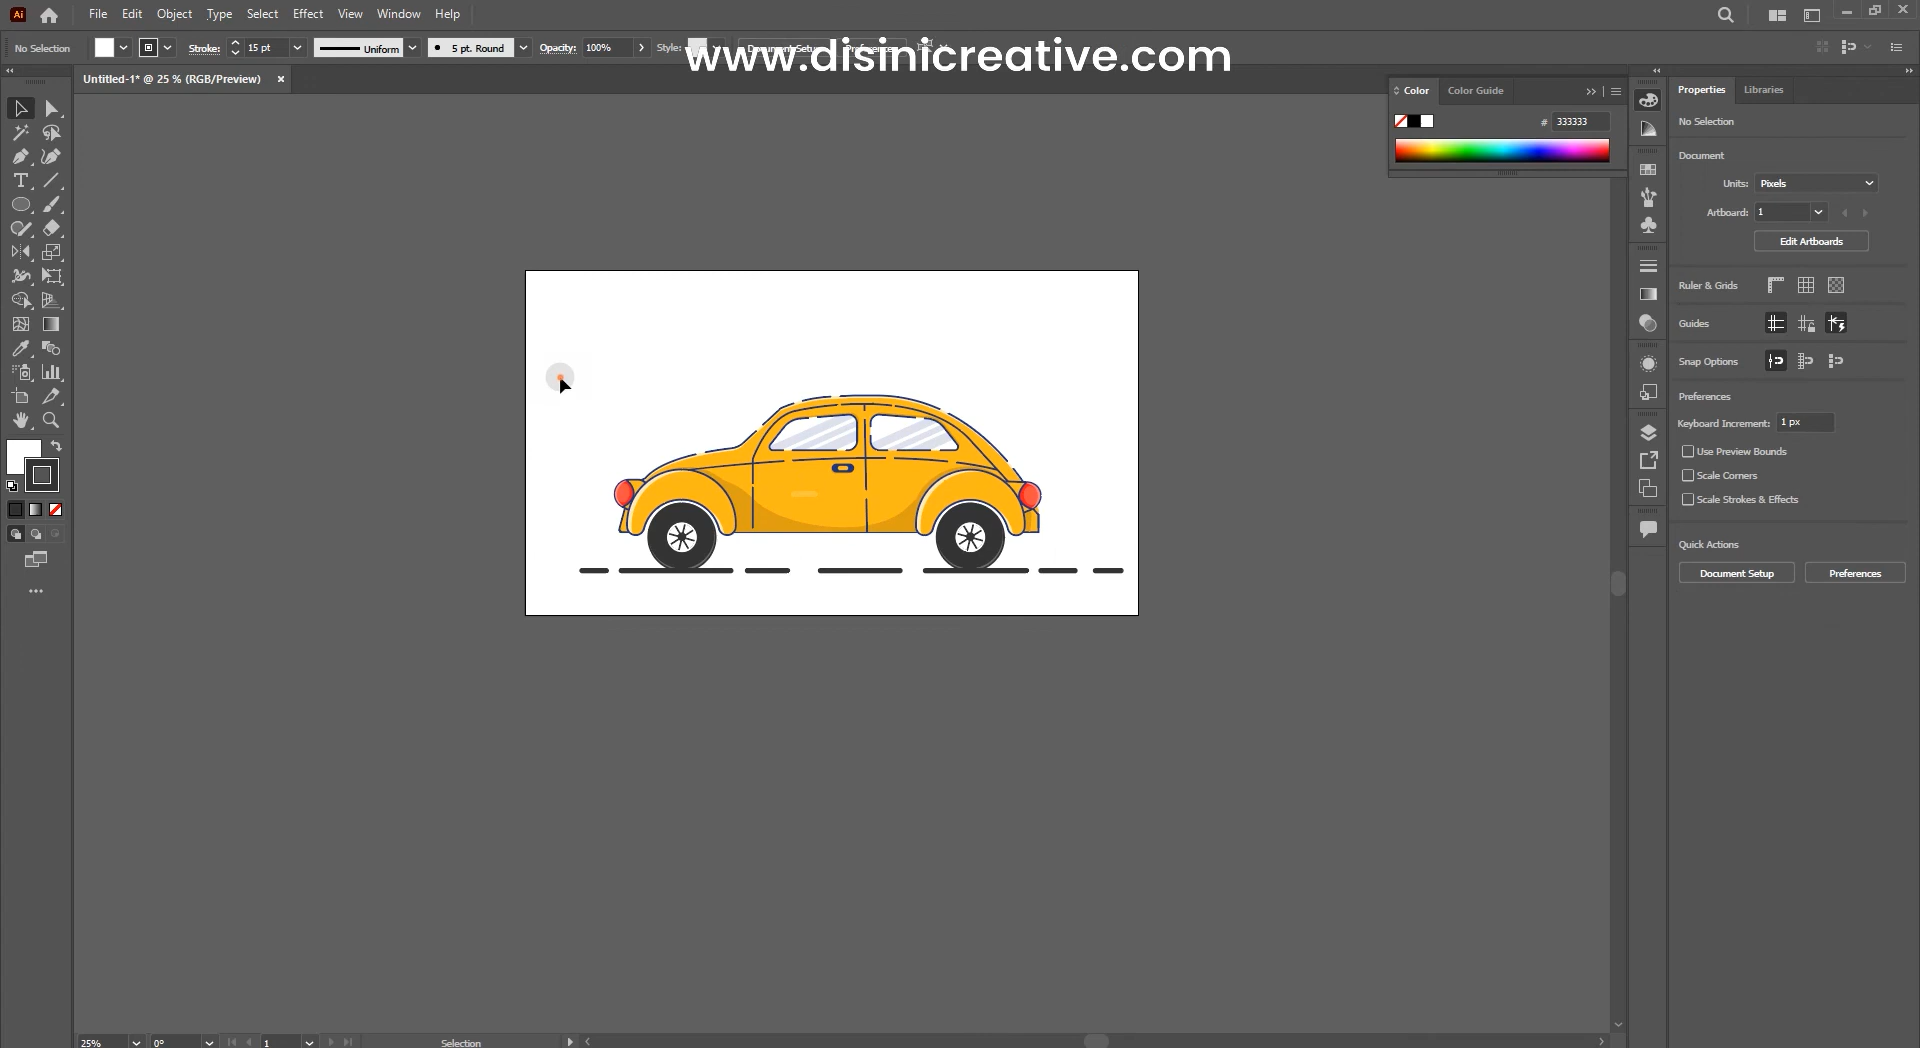 Ai File Edit Object Type Select Effect View Window Help
No Selection Stroke: 15 pt Uniform 5 pt. Round Opacity: 100% Style: Document Setup Preferences
www.disinicreative.com
Untitled-1* @ 25 % (RGB/Preview) ×
Color Color Guide
# 333333
Properties Libraries
No Selection
Document
Units: Pixels
Artboard: 1
Edit Artboards
Ruler & Grids
Guides
Snap Options
Preferences
Keyboard Increment: 1 px
Use Preview Bounds
Scale Corners
Scale Strokes & Effects
Quick Actions
Document Setup Preferences
25% 0° 1 Selection